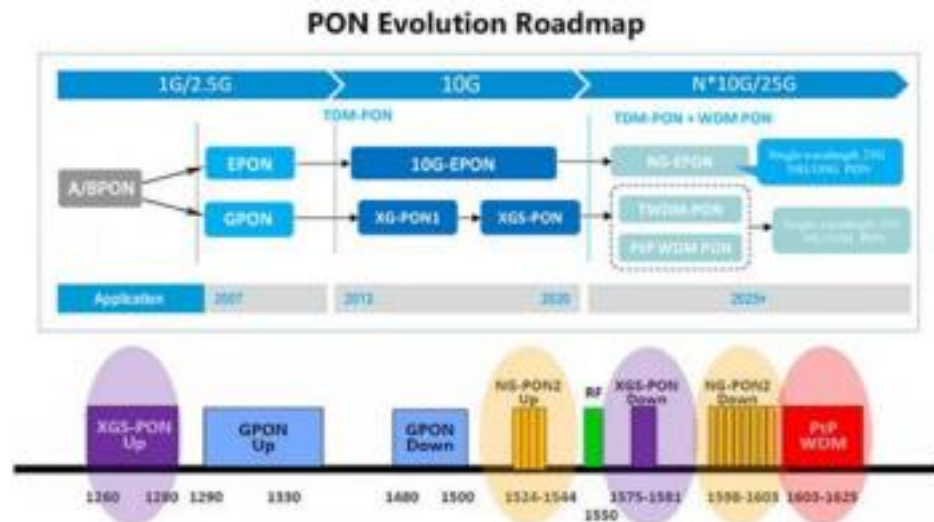 PON Evolution Roadmap
1G/2.5G
10G
N*10G/25G
TDM-PON
TDM-PON + WDM PON
A/BPON
EPON
10G-EPON
NG-EPON
GPON
XG-PON1
XGS-PON
TWDM-PON
PtP WDM PON
Application
2007
2012
2020
2025+
XGS-PON
Up
GPON
Up
GPON
Down
NG-PON2
Up
RF
XGS-PON
Down
NG-PON2
Down
PtP
WDM
1260
1280
1290
1330
1480
1500
1524-1544
1550
1575-1581
1598-1603
1603-1625